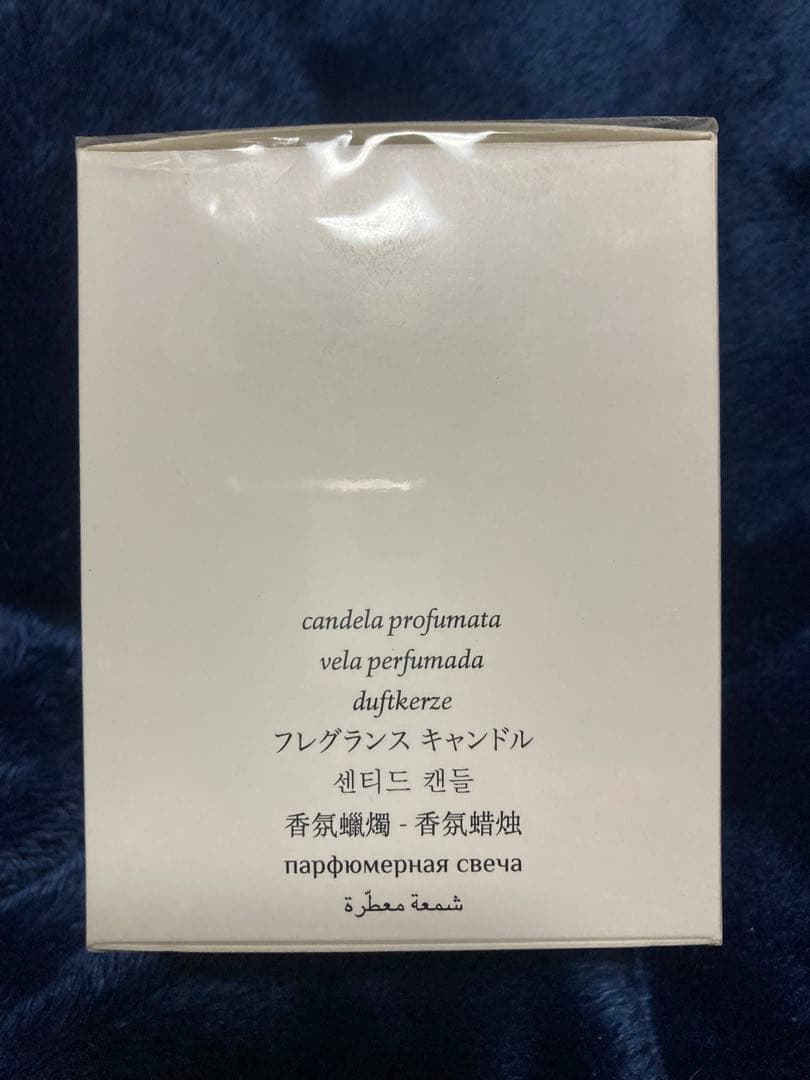 candela profumata
vela perfumada
duftkerze
フレグランス キャンドル
센티드 캔들
香氛蠟燭 - 香氛蜡烛
парфюмерная свеча
شمعة معطّرة